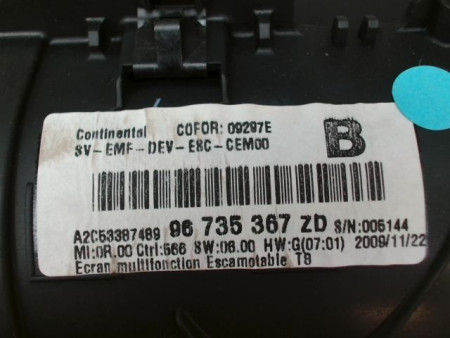 Continental COFOR: 09297E
SV-EMF-DEV-E8C-CEM00
B
A2C53387489 96 735 367 ZD S/N:005144
MI:0R.00 Ctrl:566 SW:06.00 HW:G(07:01) 2009/11/22
Ecran multifonction Escamotable T9